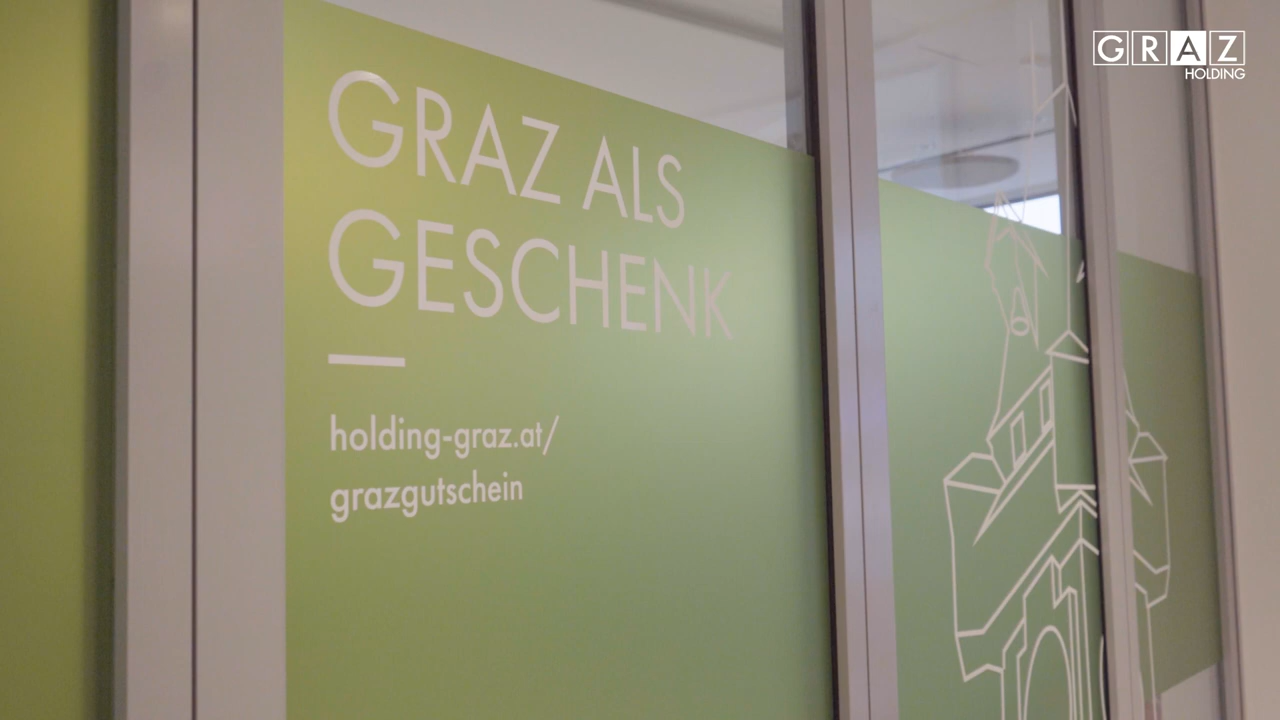 GRAZ
HOLDING
GRAZ ALS
GESCHENK
holding-graz.at/
grazgutschein